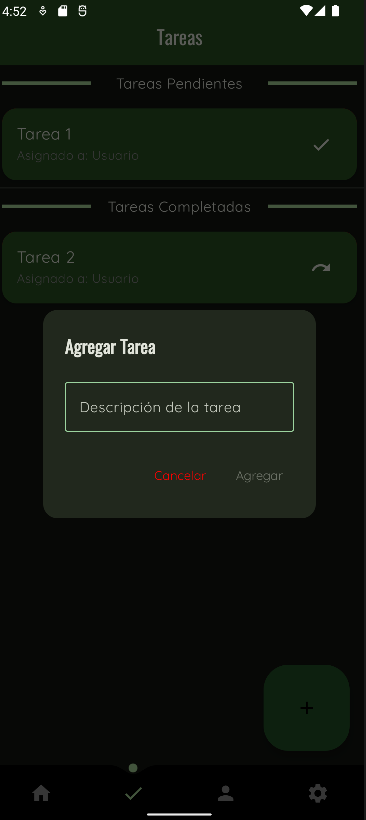 4:52
Tareas
Tareas Pendientes
Tarea 1
Asignado a: Usuario
Tareas Completadas
Tarea 2
Asignado a: Usuario
Agregar Tarea
Descripción de la tarea
Cancelar Agregar